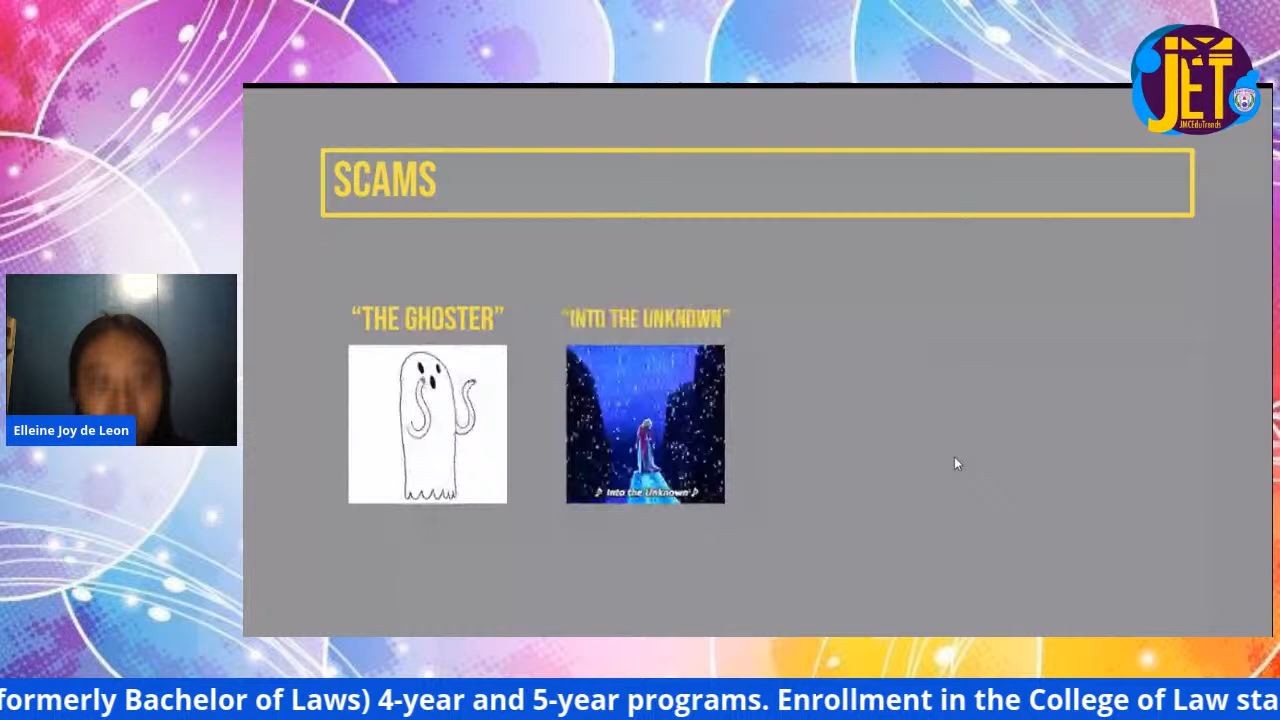 JMCEduTrends
SCAMS
“THE GHOSTER”
“INTO THE UNKNOWN”
♪ Into the Unknown ♪
Elleine Joy de Leon
formerly Bachelor of Laws) 4-year and 5-year programs. Enrollment in the College of Law sta